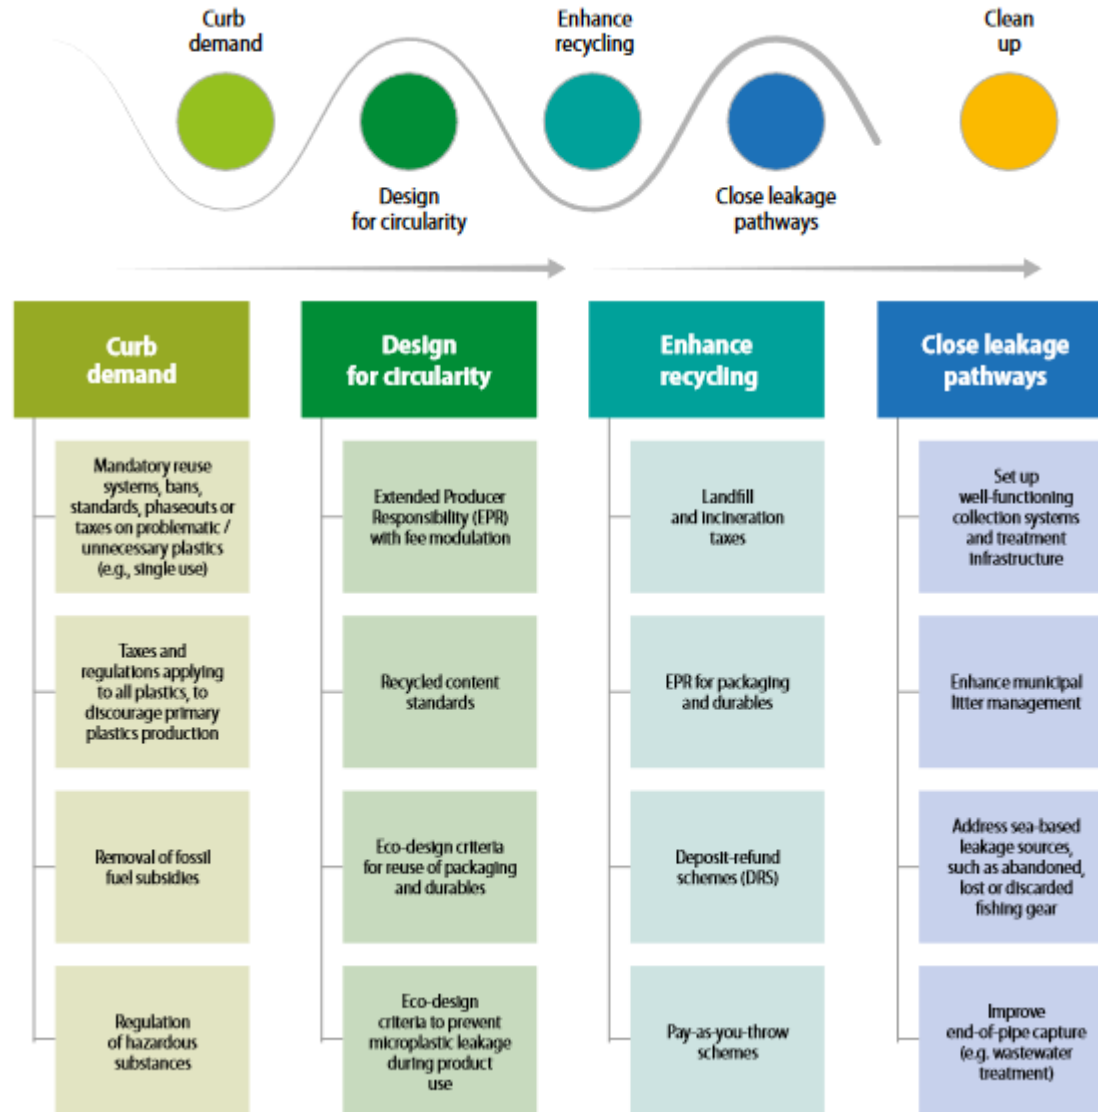 Curb
demand
Enhance
recycling
Clean
up
Design
for circularity
Close leakage
pathways
Curb
demand
Design
for circularity
Enhance
recycling
Close leakage
pathways
Mandatory reuse
systems, bans,
standards, phaseouts or
taxes on problematic /
unnecessary plastics
(e.g., single use)
Extended Producer
Responsibility (EPR)
with fee modulation
Landfill
and incineration
taxes
Set up
well-functioning
collection systems
and treatment
infrastructure
Taxes and
regulations applying
to all plastics, to
discourage primary
plastics production
Recycled content
standards
EPR for packaging
and durables
Enhance municipal
litter management
Removal of fossil
fuel subsidies
Eco-design criteria
for reuse of packaging
and durables
Deposit-refund
schemes (DRS)
Address sea-based
leakage sources,
such as abandoned,
lost or discarded
fishing gear
Regulation
of hazardous
substances
Eco-design
criteria to prevent
microplastic leakage
during product
use
Pay-as-you-throw
schemes
Improve
end-of-pipe capture
(e.g. wastewater
treatment)